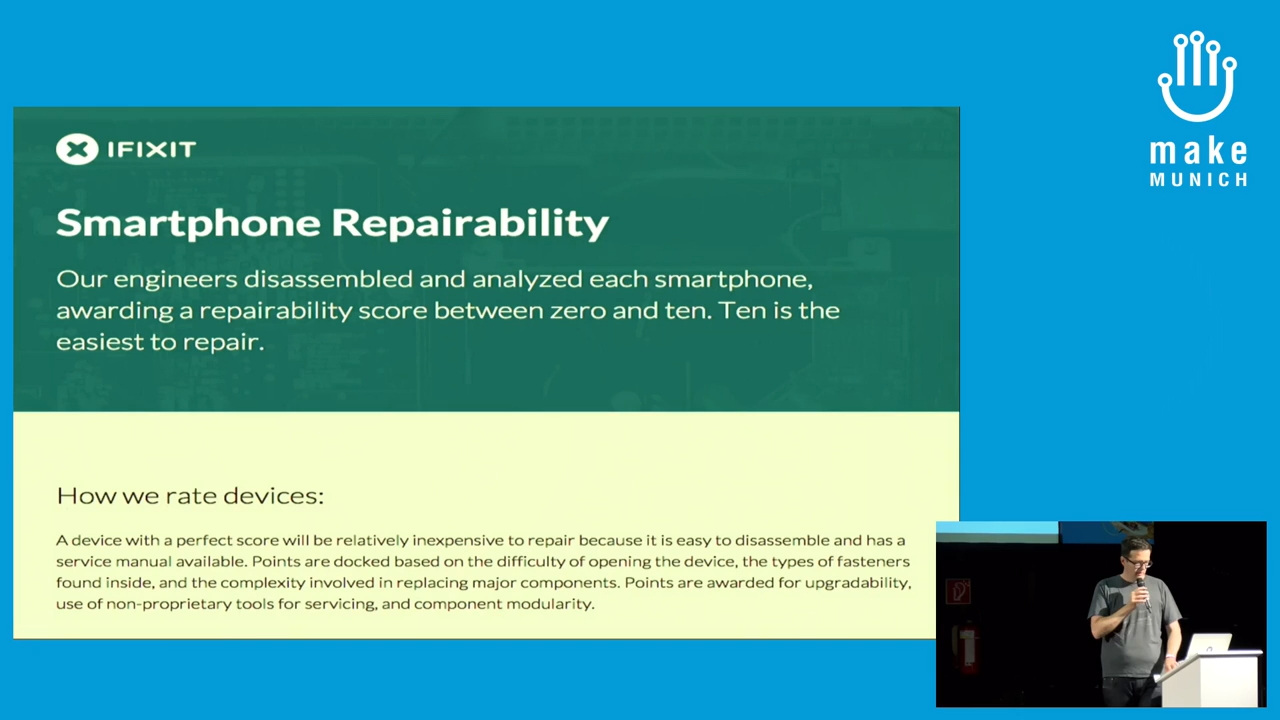 make
MUNICH
IFIXIT
Smartphone Repairability
Our engineers disassembled and analyzed each smartphone,
awarding a repairability score between zero and ten. Ten is the
easiest to repair.
How we rate devices:
A device with a perfect score will be relatively inexpensive to repair because it is easy to disassemble and has a
service manual available. Points are docked based on the difficulty of opening the device, the types of fasteners
found inside, and the complexity involved in replacing major components. Points are awarded for upgradability,
use of non-proprietary tools for servicing, and component modularity.